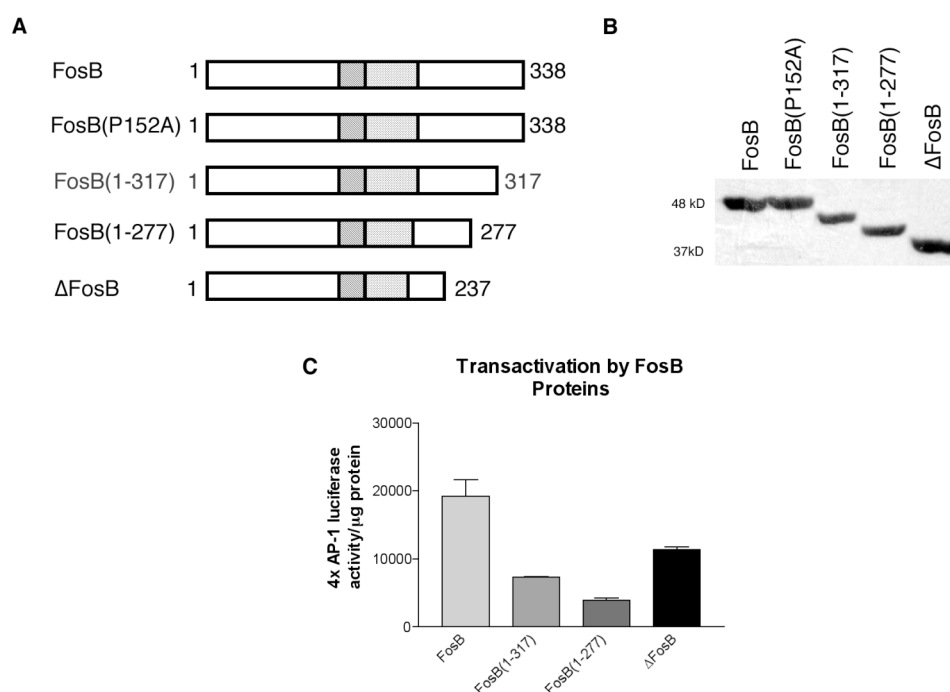 A
FosB 1 338
FosB(P152A) 1 338
FosB(1-317) 1 317
FosB(1-277) 1 277
ΔFosB 1 237
B
FosB
FosB(P152A)
FosB(1-317)
FosB(1-277)
ΔFosB
48 kD
37kD
C
Transactivation by FosB
Proteins
4x AP-1 luciferase
activity/µg protein
30000
20000
10000
0
FosB
FosB(1-317)
FosB(1-277)
ΔFosB